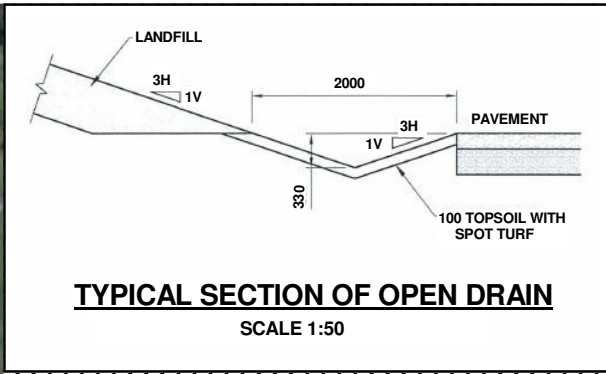 LANDFILL
3H
1V
2000
3H
1V
PAVEMENT
330
100 TOPSOIL WITH
SPOT TURF
TYPICAL SECTION OF OPEN DRAIN
SCALE 1:50